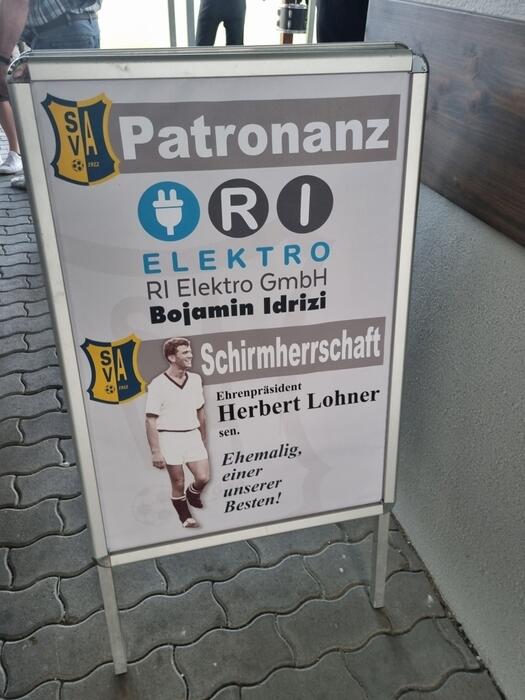 SVA
1922
Patronanz
RI
ELEKTRO
RI Elektro GmbH
Bojamin Idrizi
SVA
1922
Schirmherrschaft
Ehrenpräsident
Herbert Lohner
sen.
Ehemalig,
einer
unserer
Besten!